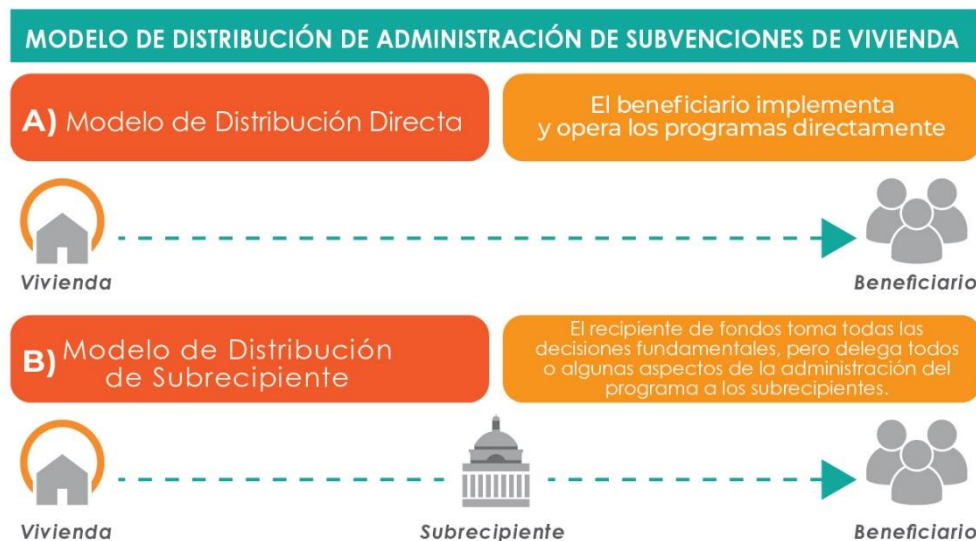 MODELO DE DISTRIBUCIÓN DE ADMINISTRACIÓN DE SUBVENCIONES DE VIVIENDA
A) Modelo de Distribución Directa
El beneficiario implementa
y opera los programas directamente
Vivienda
Beneficiario
B) Modelo de Distribución
de Subrecipiente
El recipiente de fondos toma todas las
decisiones fundamentales, pero delega todos
o algunas aspectos de la administración del
programa a los subrecipientes.
Vivienda
Subrecipiente
Beneficiario